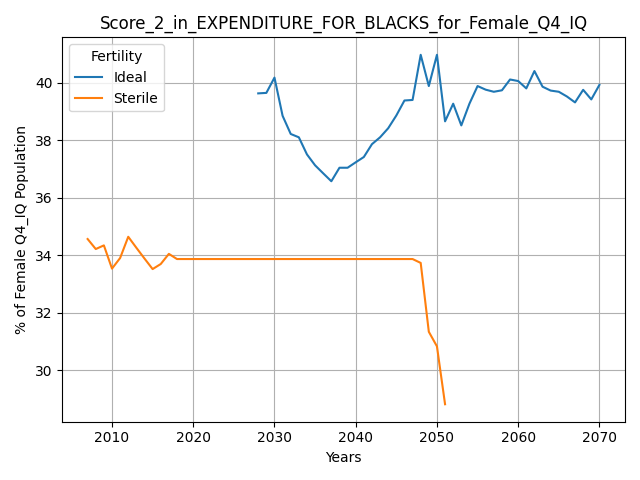 Score_2_in_EXPENDITURE_FOR_BLACKS_for_Female_Q4_IQ
Fertility
Ideal
Sterile
% of Female Q4_IQ Population
40
38
36
34
32
30
2010
2020
2030
2040
2050
2060
2070
Years